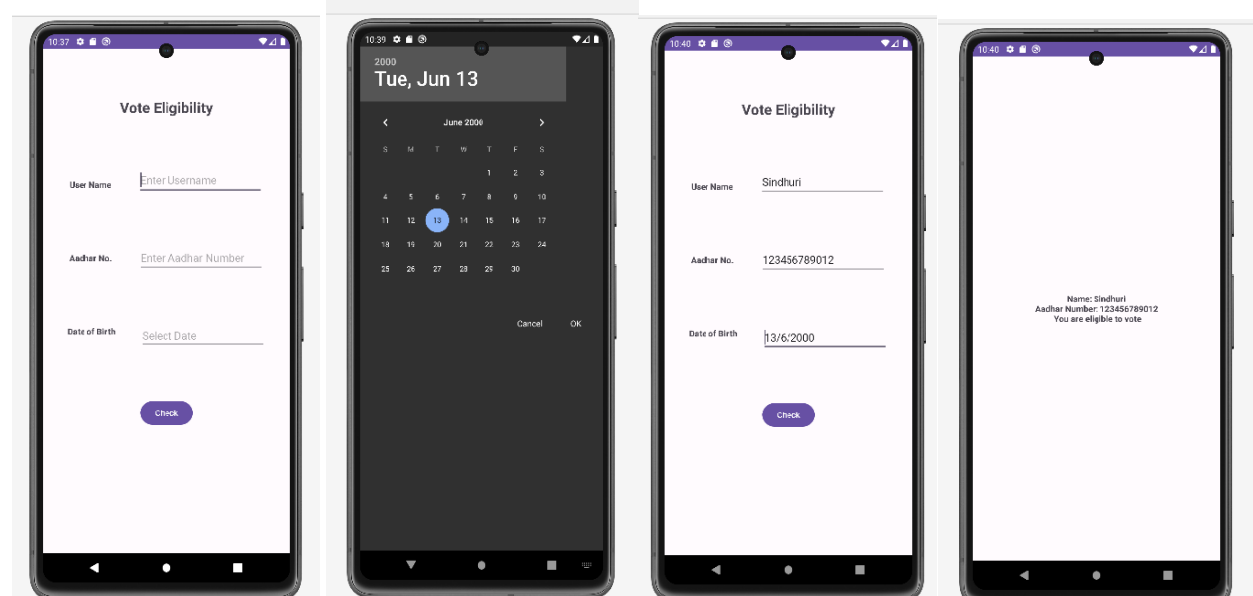 10:37
Vote Eligibility
User Name
Enter Username
Aadhar No.
Enter Aadhar Number
Date of Birth
Select Date
Check
10:39
2000
Tue, Jun 13
June 2000
S M T W T F S
1 2 3
4 5 6 7 8 9 10
11 12 13 14 15 16 17
18 19 20 21 22 23 24
25 26 27 28 29 30
Cancel OK
10:40
Vote Eligibility
User Name
Sindhuri
Aadhar No.
123456789012
Date of Birth
13/6/2000
Check
10:40
Name: Sindhuri
Aadhar Number: 123456789012
You are eligible to vote